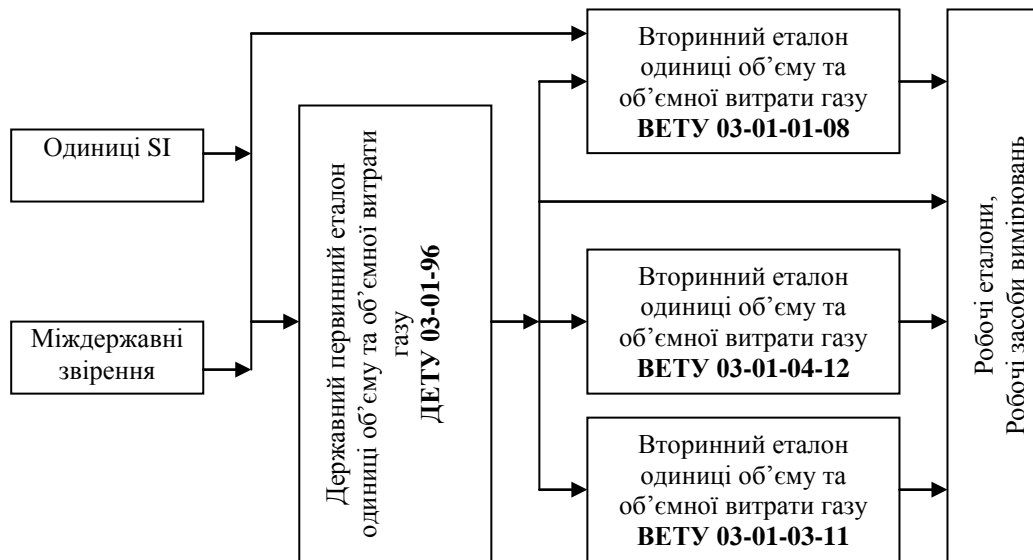 Одиниці SI
Міждержавні
звірення
Державний первинний еталон
одиниці об’єму та об’ємної витрати
газу
ДЕТУ 03-01-96
Вторинний еталон
одиниці об’єму та
об’ємної витрати газу
ВЕТУ 03-01-01-08
Вторинний еталон
одиниці об’єму та
об’ємної витрати газу
ВЕТУ 03-01-04-12
Вторинний еталон
одиниці об’єму та
об’ємної витрати газу
ВЕТУ 03-01-03-11
Робочі еталони,
Робочі засоби вимірювань